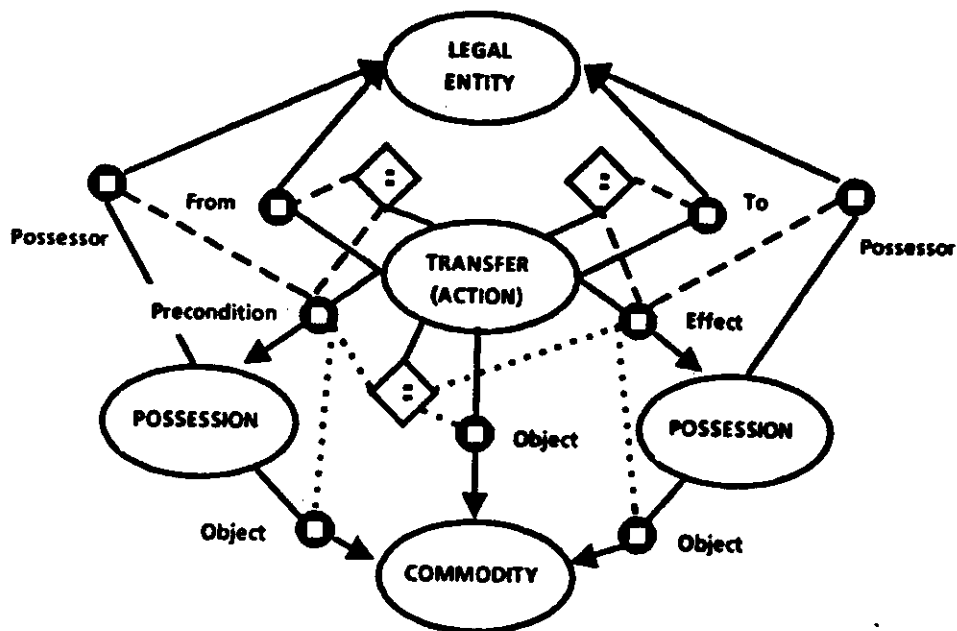 LEGAL
ENTITY
From
To
Possessor
Possessor
TRANSFER
(ACTION)
Precondition
Effect
POSSESSION
POSSESSION
Object
Object
Object
COMMODITY